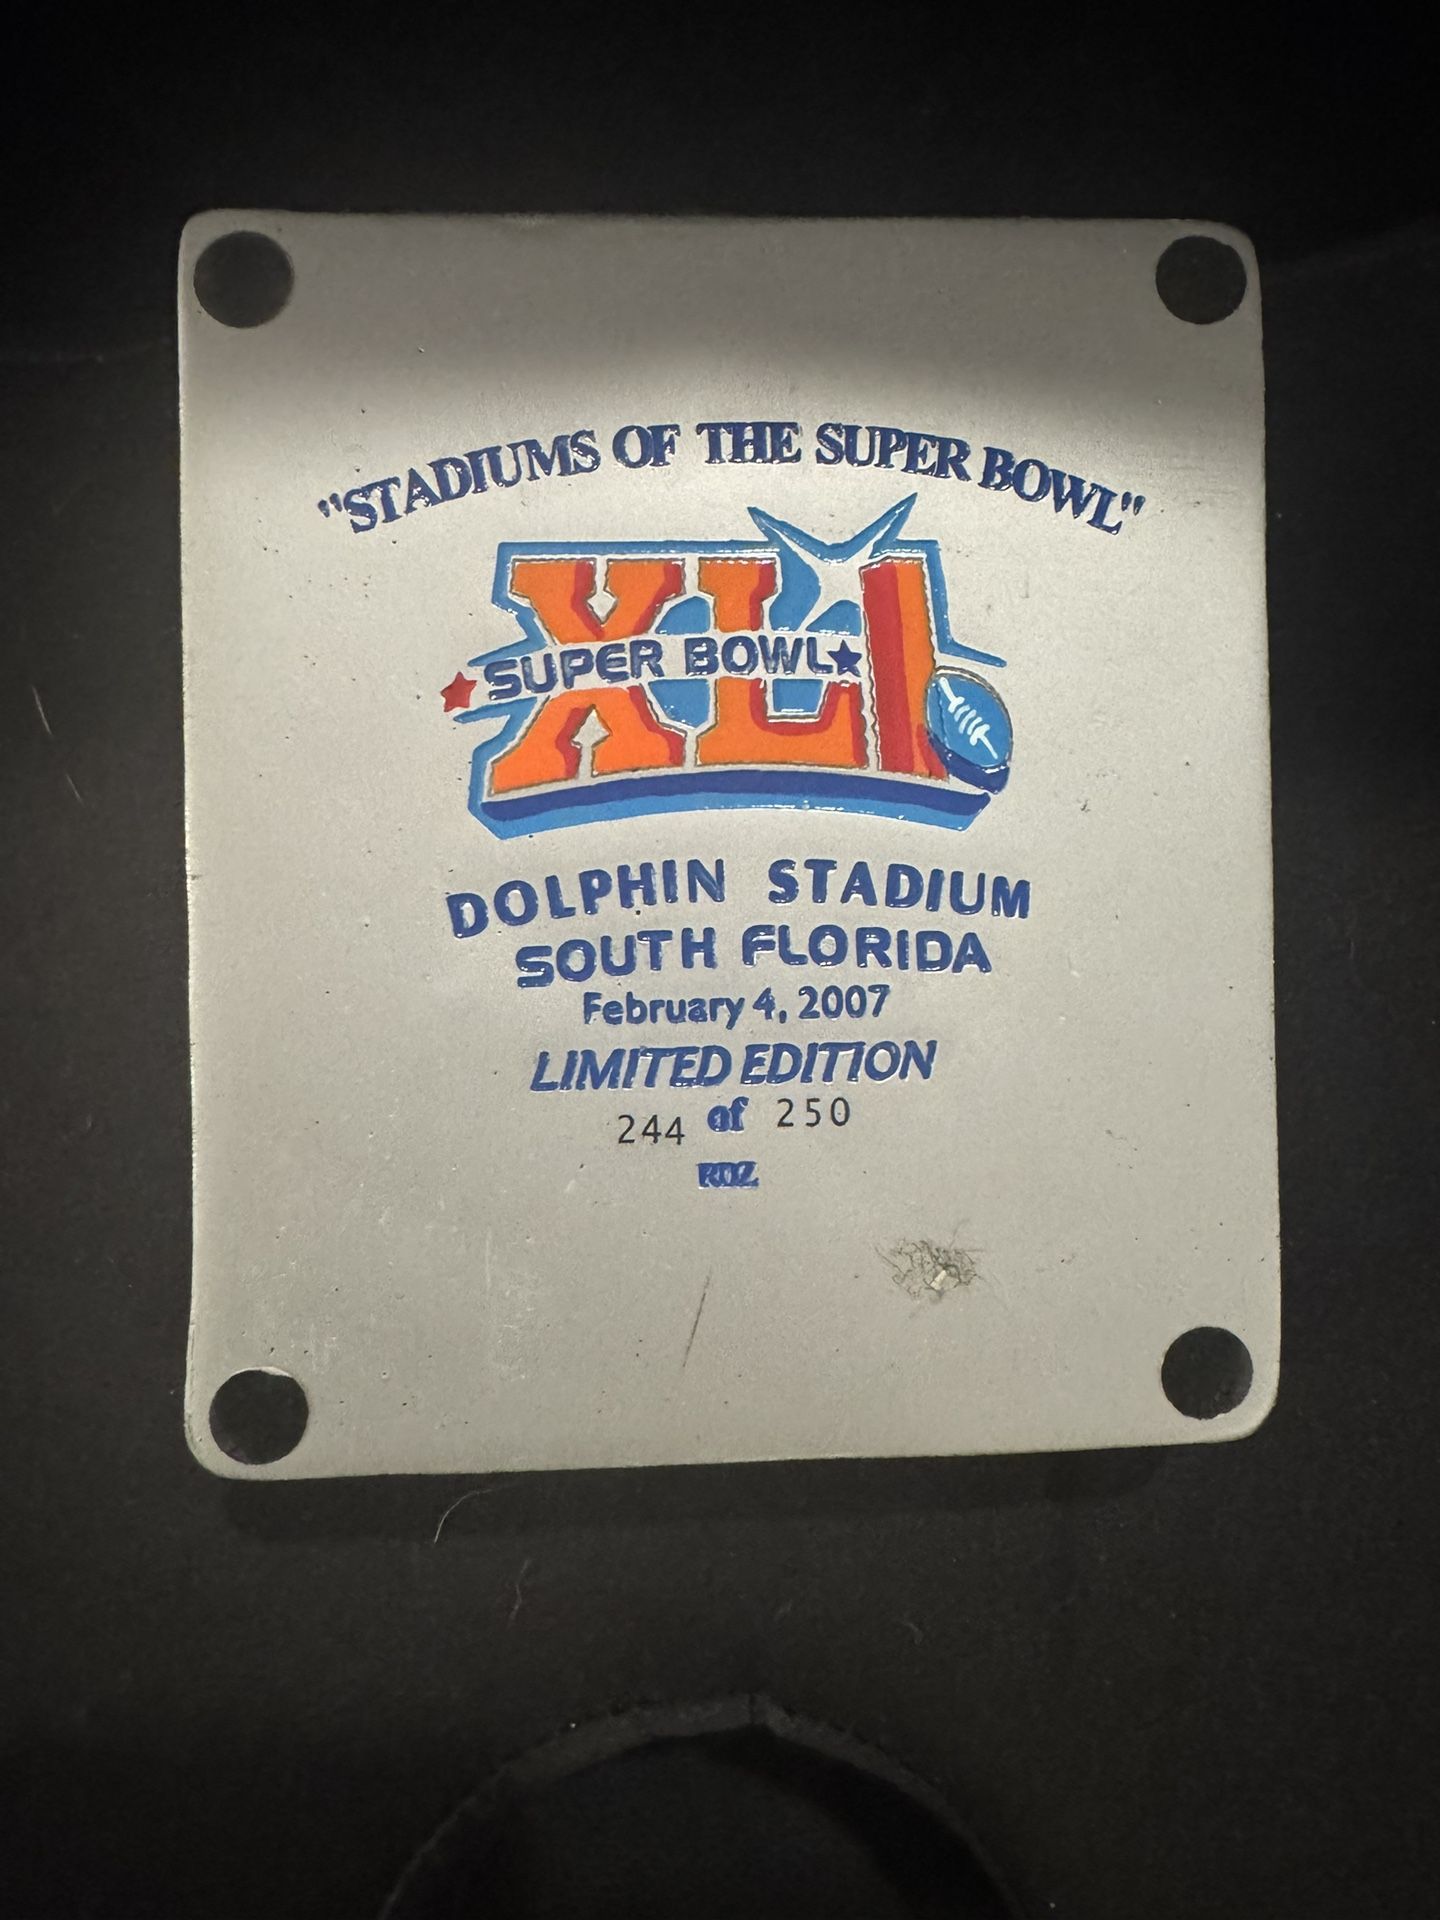 "STADIUMS OF THE SUPER BOWL"
XLI
SUPER BOWL
DOLPHIN STADIUM
SOUTH FLORIDA
February 4, 2007
LIMITED EDITION
244 of 250